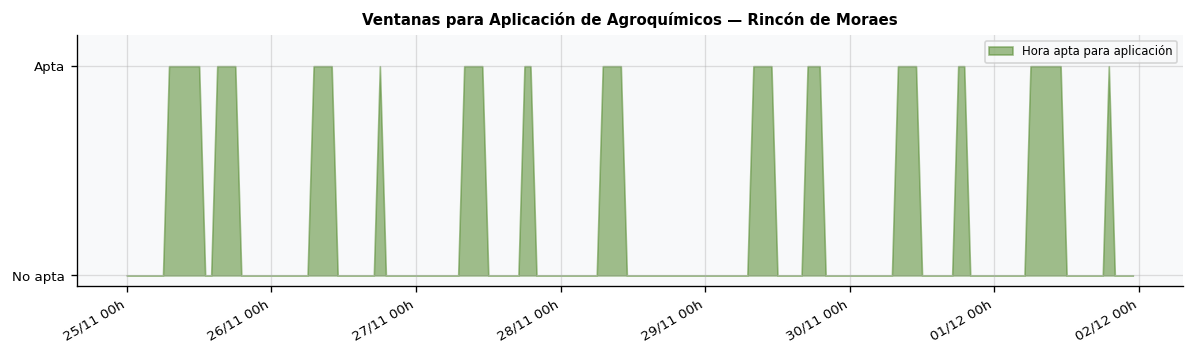 Ventanas para Aplicación de Agroquímicos — Rincón de Moraes
Apta
Hora apta para aplicación
No apta
25/11 00h
26/11 00h
27/11 00h
28/11 00h
29/11 00h
30/11 00h
01/12 00h
02/12 00h